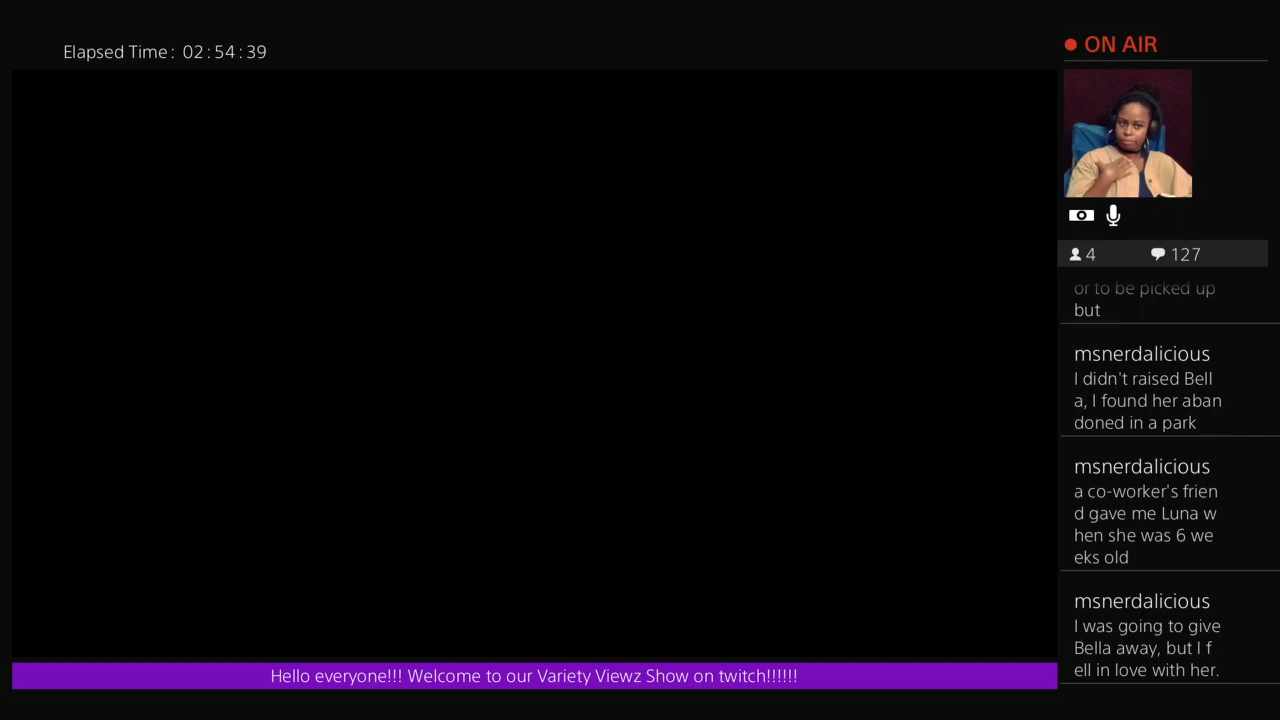 Elapsed Time: 02:54:39
ON AIR
4 127
or to be picked up
but
msnerdalicious
I didn't raised Bell
a, I found her aban
doned in a park
msnerdalicious
a co-worker's frien
d gave me Luna w
hen she was 6 we
eks old
msnerdalicious
I was going to give
Bella away, but I f
ell in love with her.
Hello everyone!!! Welcome to our Variety Viewz Show on twitch!!!!!!